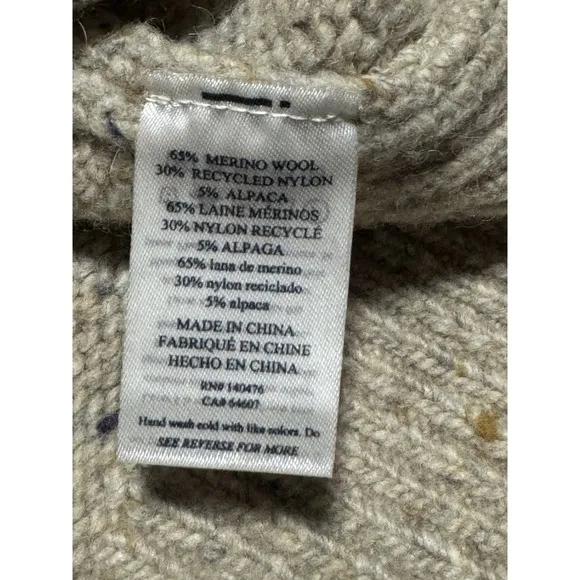 65% MERINO WOOL
30% RECYCLED NYLON
5% ALPACA
65% LAINE MÉRINOS
30% NYLON RECYCLÉ
5% ALPAGA
65% lana de merino
30% nylon reciclado
5% alpaca
MADE IN CHINA
FABRIQUÉ EN CHINE
HECHO EN CHINA
RN# 140476
CA# 64607
Hand wash cold with like colors. Do
SEE REVERSE FOR MORE